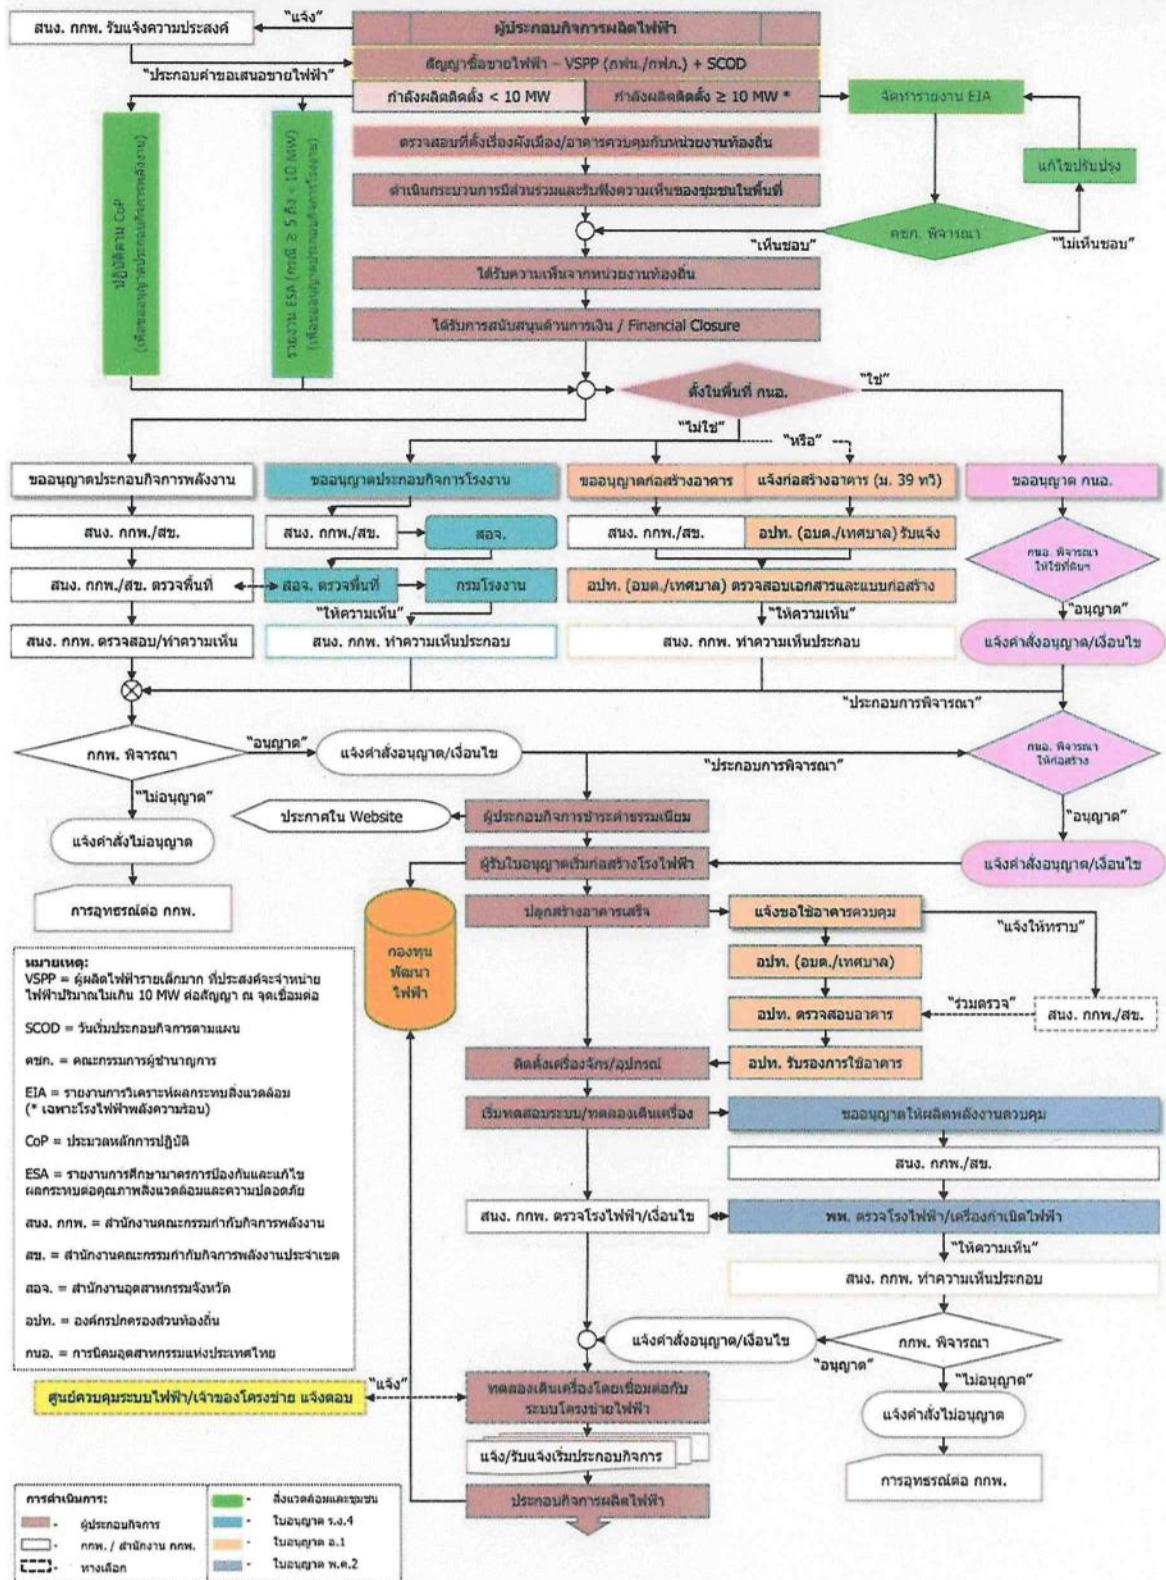 สนง. กกพ. รับแจ้งความประสงค์
"แจ้ง"
ผู้ประกอบกิจการผลิตไฟฟ้า
"ประกอบคำขอเสนอขายไฟฟ้า"
สัญญาซื้อขายไฟฟ้า – VSPP (กฟน./กฟภ.) + SCOD
กำลังผลิตติดตั้ง < 10 MW
กำลังผลิตติดตั้ง ≥ 10 MW *
จัดทำรายงาน EIA
ปฏิบัติตาม CoP
(เพื่อขออนุญาตประกอบกิจการพลังงาน)
รายงาน ESA (กรณี ≥ 5 ถึง < 10 MW)
(เพื่อขออนุญาตประกอบกิจการโรงงาน)
ตรวจสอบที่ตั้งเรื่องผังเมือง/อาคารควบคุมกับหน่วยงานท้องถิ่น
แก้ไขปรับปรุง
ดำเนินกระบวนการมีส่วนร่วมและรับฟังความเห็นของชุมชนในพื้นที่
คชก. พิจารณา
"เห็นชอบ"
"ไม่เห็นชอบ"
ได้รับความเห็นจากหน่วยงานท้องถิ่น
ได้รับการสนับสนุนด้านการเงิน / Financial Closure
ตั้งในพื้นที่ กนอ.
"ใช่"
"ไม่ใช่"
"หรือ"
ขออนุญาตประกอบกิจการพลังงาน
ขออนุญาตประกอบกิจการโรงงาน
ขออนุญาตก่อสร้างอาคาร
แจ้งก่อสร้างอาคาร (ม. 39 ทวิ)
ขออนุญาต กนอ.
สนง. กกพ./สข.
สนง. กกพ./สข.
สอจ.
สนง. กกพ./สข.
อปท. (อบต./เทศบาล) รับแจ้ง
กนอ. พิจารณา
ให้ใช้ที่ดินฯ
สนง. กกพ./สข. ตรวจพื้นที่
สอจ. ตรวจพื้นที่
กรมโรงงาน
อปท. (อบต./เทศบาล) ตรวจสอบเอกสารและแบบก่อสร้าง
"ให้ความเห็น"
"ให้ความเห็น"
"อนุญาต"
สนง. กกพ. ตรวจสอบ/ทำความเห็น
สนง. กกพ. ทำความเห็นประกอบ
สนง. กกพ. ทำความเห็นประกอบ
แจ้งคำสั่งอนุญาต/เงื่อนไข
"ประกอบการพิจารณา"
กกพ. พิจารณา
"อนุญาต"
แจ้งคำสั่งอนุญาต/เงื่อนไข
"ประกอบการพิจารณา"
กนอ. พิจารณา
ให้ก่อสร้าง
"ไม่อนุญาต"
ประกาศใน Website
ผู้ประกอบกิจการชำระค่าธรรมเนียม
"อนุญาต"
แจ้งคำสั่งไม่อนุญาต
ผู้รับใบอนุญาตเริ่มก่อสร้างโรงไฟฟ้า
แจ้งคำสั่งอนุญาต/เงื่อนไข
การอุทธรณ์ต่อ กกพ.
ปลูกสร้างอาคารเสร็จ
แจ้งขอใช้อาคารควบคุม
"แจ้งให้ทราบ"
กองทุน
พัฒนา
ไฟฟ้า
อปท. (อบต./เทศบาล)
อปท. ตรวจสอบอาคาร
"ร่วมตรวจ"
สนง. กกพ./สข.
ติดตั้งเครื่องจักร/อุปกรณ์
อปท. รับรองการใช้อาคาร
เริ่มทดสอบระบบ/ทดลองเดินเครื่อง
ขออนุญาตให้ผลิตพลังงานควบคุม
สนง. กกพ./สข.
สนง. กกพ. ตรวจโรงไฟฟ้า/เงื่อนไข
พพ. ตรวจโรงไฟฟ้า/เครื่องกำเนิดไฟฟ้า
"ให้ความเห็น"
สนง. กกพ. ทำความเห็นประกอบ
แจ้งคำสั่งอนุญาต/เงื่อนไข
กกพ. พิจารณา
"อนุญาต"
"ไม่อนุญาต"
แจ้งคำสั่งไม่อนุญาต
การอุทธรณ์ต่อ กกพ.
หมายเหตุ:
VSPP = ผู้ผลิตไฟฟ้ารายเล็กมาก ที่ประสงค์จะจำหน่าย
ไฟฟ้าปริมาณไม่เกิน 10 MW ต่อสัญญา ณ จุดเชื่อมต่อ
SCOD = วันเริ่มประกอบกิจการตามแผน
คชก. = คณะกรรมการผู้ชำนาญการ
EIA = รายงานการวิเคราะห์ผลกระทบสิ่งแวดล้อม
(* เฉพาะโรงไฟฟ้าพลังความร้อน)
CoP = ประมวลหลักการปฏิบัติ
ESA = รายงานการศึกษามาตรการป้องกันและแก้ไข
ผลกระทบต่อคุณภาพสิ่งแวดล้อมและความปลอดภัย
สนง. กกพ. = สำนักงานคณะกรรมกำกับกิจการพลังงาน
สข. = สำนักงานคณะกรรมกำกับกิจการพลังงานประจำเขต
สอจ. = สำนักงานอุตสาหกรรมจังหวัด
อปท. = องค์กรปกครองส่วนท้องถิ่น
กนอ. = การนิคมอุตสาหกรรมแห่งประเทศไทย
ศูนย์ควบคุมระบบไฟฟ้า/เจ้าของโครงข่าย แจ้งตอบ
"แจ้ง"
ทดลองเดินเครื่องโดยเชื่อมต่อกับ
ระบบโครงข่ายไฟฟ้า
แจ้ง/รับแจ้งเริ่มประกอบกิจการ
ประกอบกิจการผลิตไฟฟ้า
การดำเนินการ:
- ผู้ประกอบกิจการ
- กกพ. / สำนักงาน กกพ.
- ทางเลือก
- สิ่งแวดล้อมและชุมชน
- ใบอนุญาต ร.ง.4
- ใบอนุญาต อ.1
- ใบอนุญาต พ.ค.2